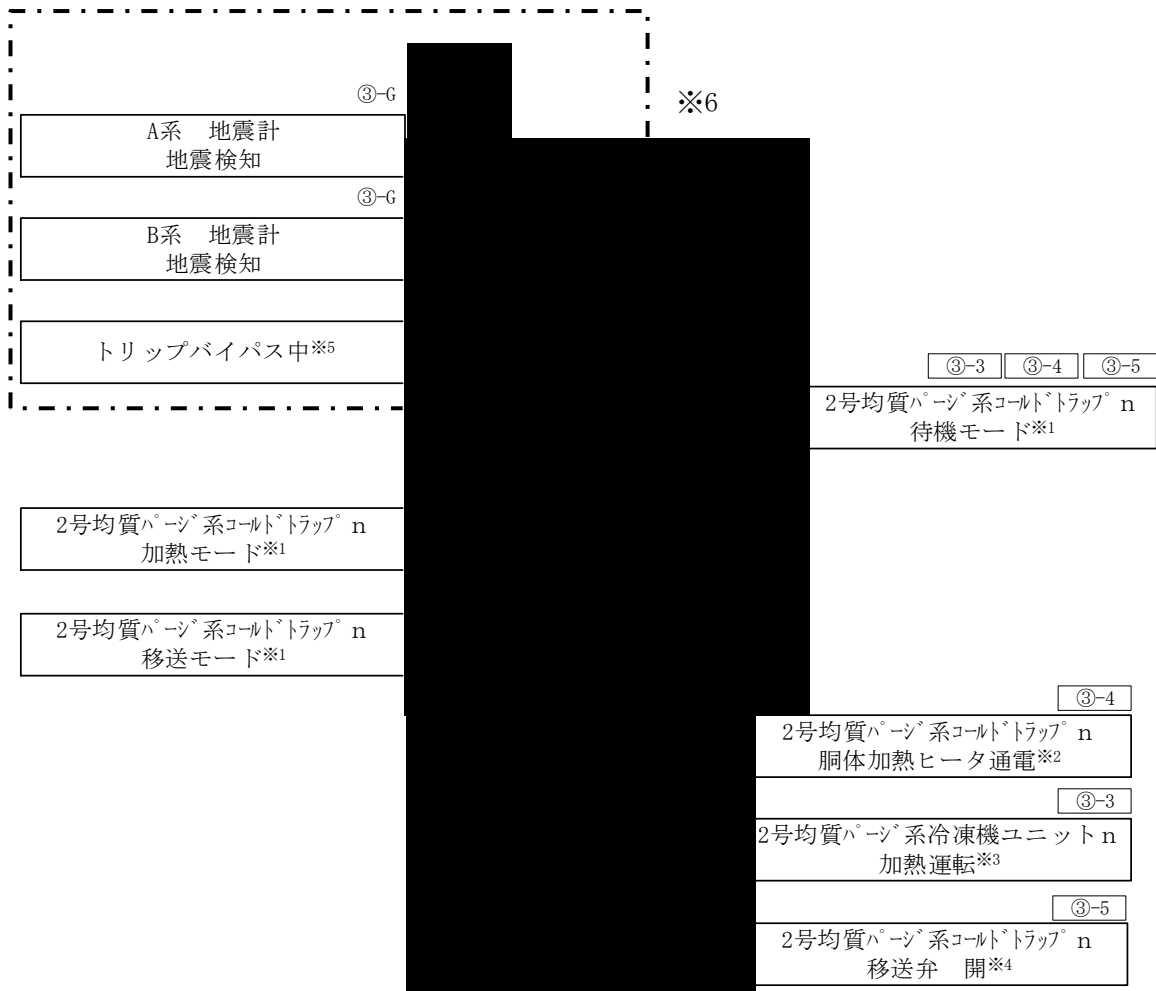 ③-G
※6
A系 地震計
地震検知
③-G
B系 地震計
地震検知
トリップバイパス中※5
③-3 ③-4 ③-5
2号均質ﾊﾟｰｼﾞ系ｺｰﾙﾄﾞﾄﾗｯﾌﾟn
待機モード※1
2号均質ﾊﾟｰｼﾞ系ｺｰﾙﾄﾞﾄﾗｯﾌﾟn
加熱モード※1
2号均質ﾊﾟｰｼﾞ系ｺｰﾙﾄﾞﾄﾗｯﾌﾟn
移送モード※1
③-4
2号均質ﾊﾟｰｼﾞ系ｺｰﾙﾄﾞﾄﾗｯﾌﾟn
胴体加熱ヒータ通電※2
③-3
2号均質ﾊﾟｰｼﾞ系冷凍機ユニットn
加熱運転※3
③-5
2号均質ﾊﾟｰｼﾞ系ｺｰﾙﾄﾞﾄﾗｯﾌﾟn
移送弁 開※4